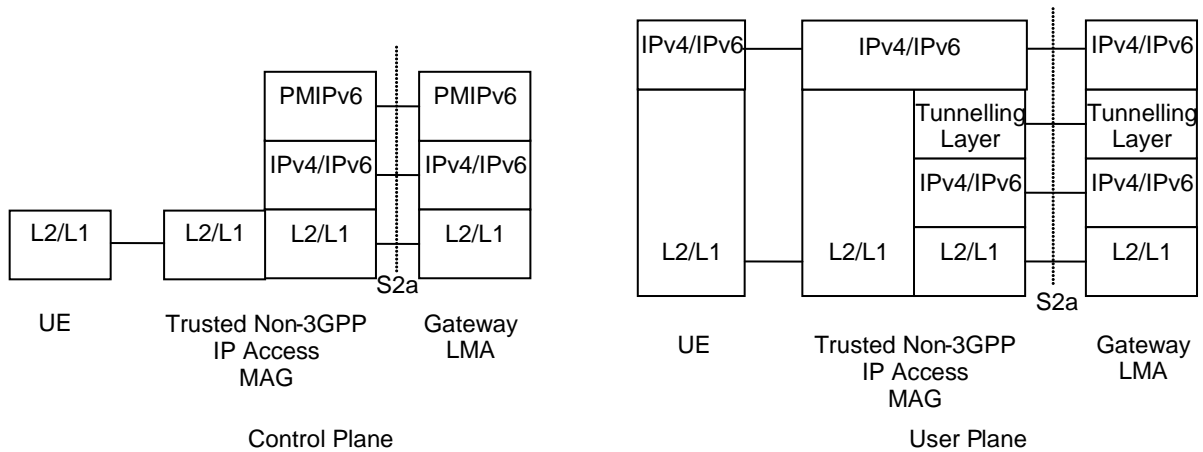 PMIPv6
PMIPv6
IPv4/IPv6
IPv4/IPv6
L2/L1
L2/L1
L2/L1
L2/L1
S2a
UE
Trusted Non-3GPP
IP Access
MAG
Gateway
LMA
Control Plane
IPv4/IPv6
IPv4/IPv6
IPv4/IPv6
Tunnelling
Layer
Tunnelling
Layer
IPv4/IPv6
IPv4/IPv6
L2/L1
L2/L1
L2/L1
L2/L1
S2a
UE
Trusted Non-3GPP
IP Access
MAG
Gateway
LMA
User Plane